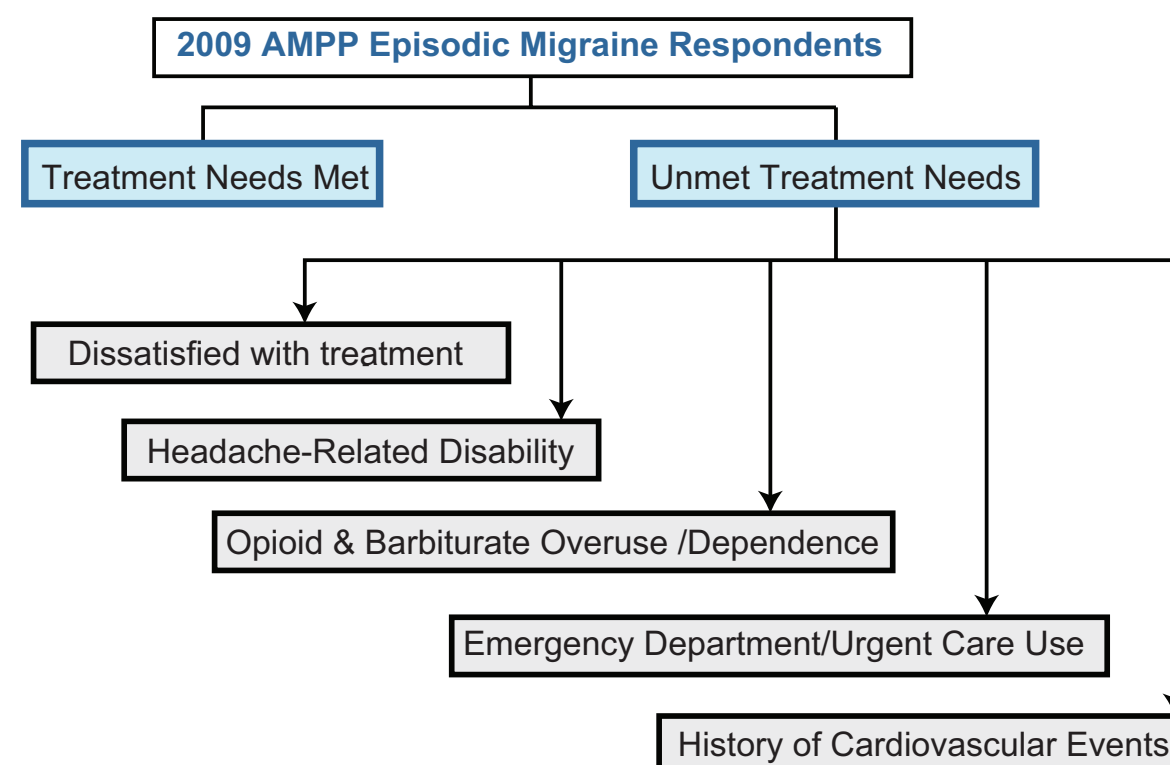 2009 AMPP Episodic Migraine Respondents
Treatment Needs Met
Unmet Treatment Needs
Dissatisfied with treatment
Headache-Related Disability
Opioid & Barbiturate Overuse /Dependence
Emergency Department/Urgent Care Use
History of Cardiovascular Events